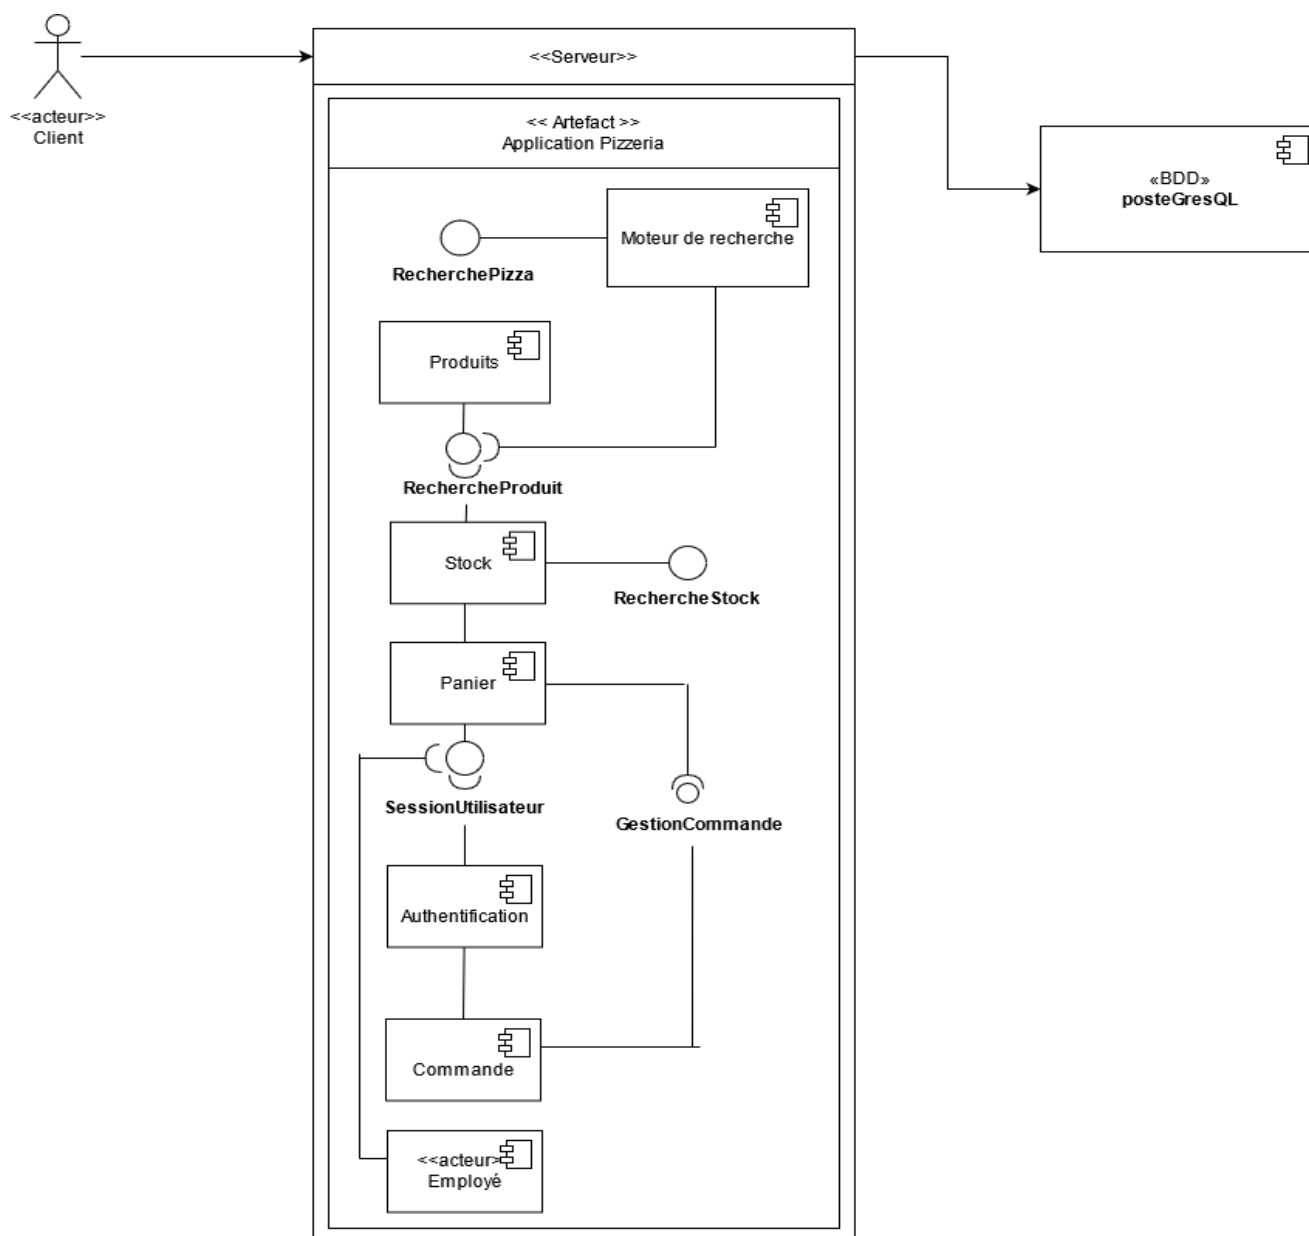 <<acteur>>
Client
<<Serveur>>
<< Artefact >>
Application Pizzeria
«BDD»
posteGresQL
Moteur de recherche
RecherchePizza
Produits
RechercheProduit
Stock
RechercheStock
Panier
SessionUtilisateur
GestionCommande
Authentification
Commande
<<acteur>
Employé